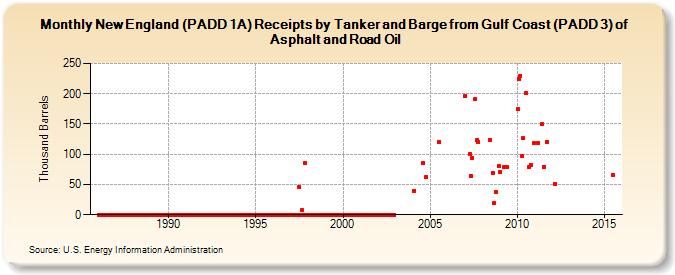 Monthly New England (PADD 1A) Receipts by Tanker and Barge from Gulf Coast (PADD 3) of
Asphalt and Road Oil
Thousand Barrels
250
200
150
100
50
0
1990 1995 2000 2005 2010 2015
Source: U.S. Energy Information Administration